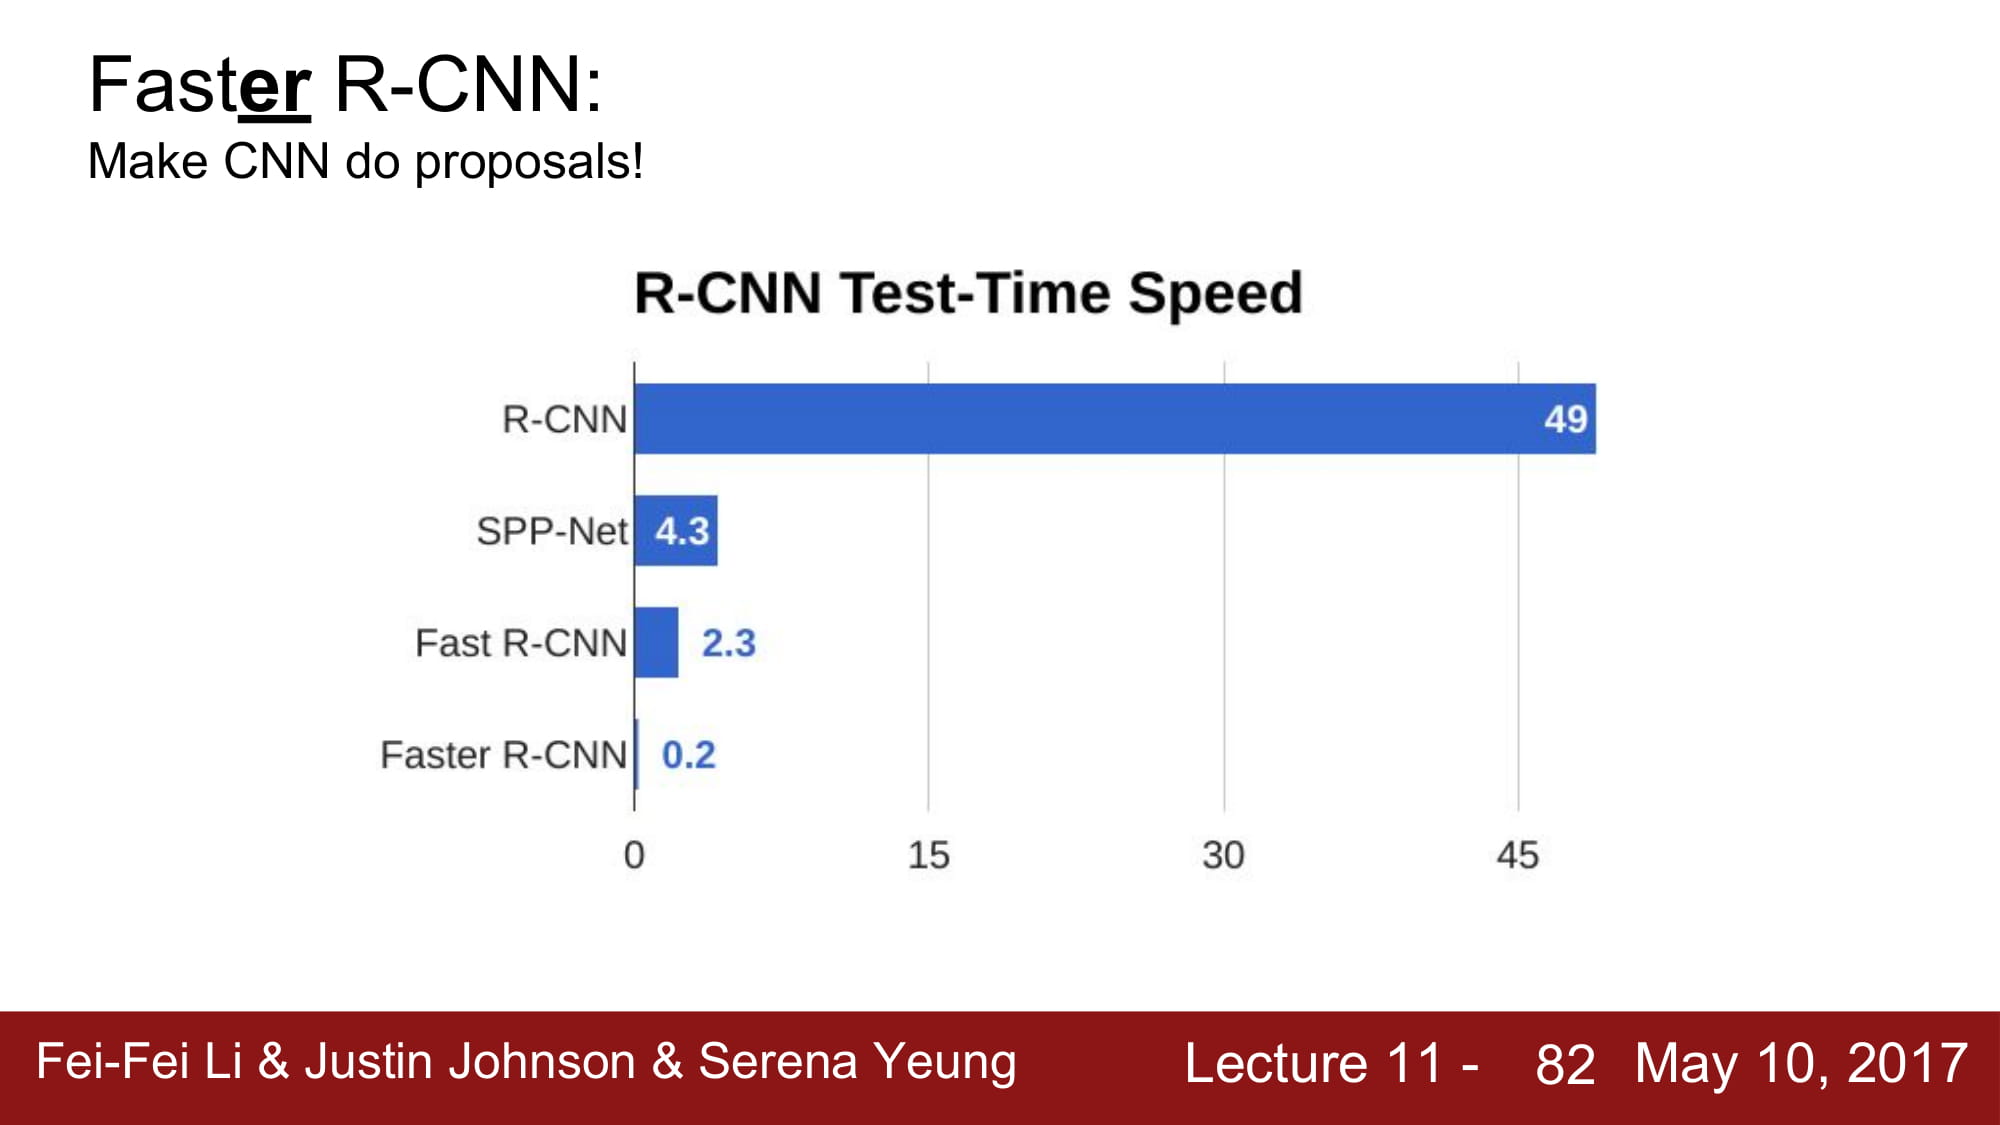 Faster R-CNN:
Make CNN do proposals!
R-CNN Test-Time Speed
R-CNN 49
SPP-Net 4.3
Fast R-CNN 2.3
Faster R-CNN 0.2
0 15 30 45
Fei-Fei Li & Justin Johnson & Serena Yeung Lecture 11 - 82 May 10, 2017